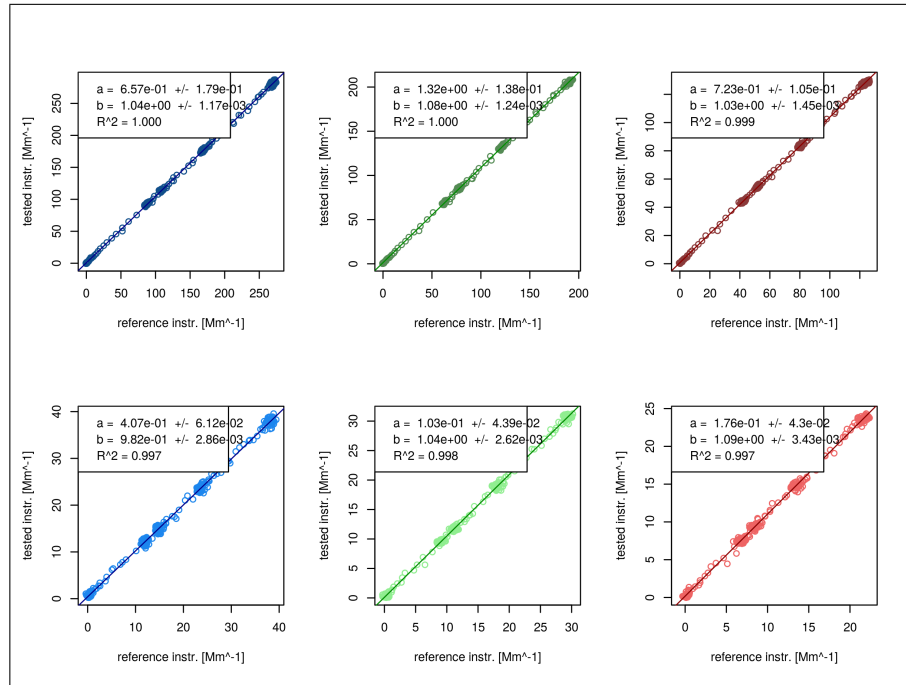 a = 6.57e-01 +/- 1.79e-01
b = 1.04e+00 +/- 1.17e-03
R^2 = 1.000
tested instr. [Mm^-1]
0 50 100 150 200 250
0 50 100 150 200 250
reference instr. [Mm^-1]
a = 1.32e+00 +/- 1.38e-01
b = 1.08e+00 +/- 1.24e-03
R^2 = 1.000
tested instr. [Mm^-1]
0 50 100 150 200
0 50 100 150 200
reference instr. [Mm^-1]
a = 7.23e-01 +/- 1.05e-01
b = 1.03e+00 +/- 1.45e-03
R^2 = 0.999
tested instr. [Mm^-1]
0 20 40 60 80 100 120
0 20 40 60 80 100
reference instr. [Mm^-1]
a = 4.07e-01 +/- 6.12e-02
b = 9.82e-01 +/- 2.86e-03
R^2 = 0.997
tested instr. [Mm^-1]
0 10 20 30 40
0 10 20 30 40
reference instr. [Mm^-1]
a = 1.03e-01 +/- 4.39e-02
b = 1.04e+00 +/- 2.62e-03
R^2 = 0.998
tested instr. [Mm^-1]
0 5 10 15 20 25 30
0 5 10 15 20 25 30
reference instr. [Mm^-1]
a = 1.76e-01 +/- 4.3e-02
b = 1.09e+00 +/- 3.43e-03
R^2 = 0.997
tested instr. [Mm^-1]
0 5 10 15 20 25
0 5 10 15 20
reference instr. [Mm^-1]